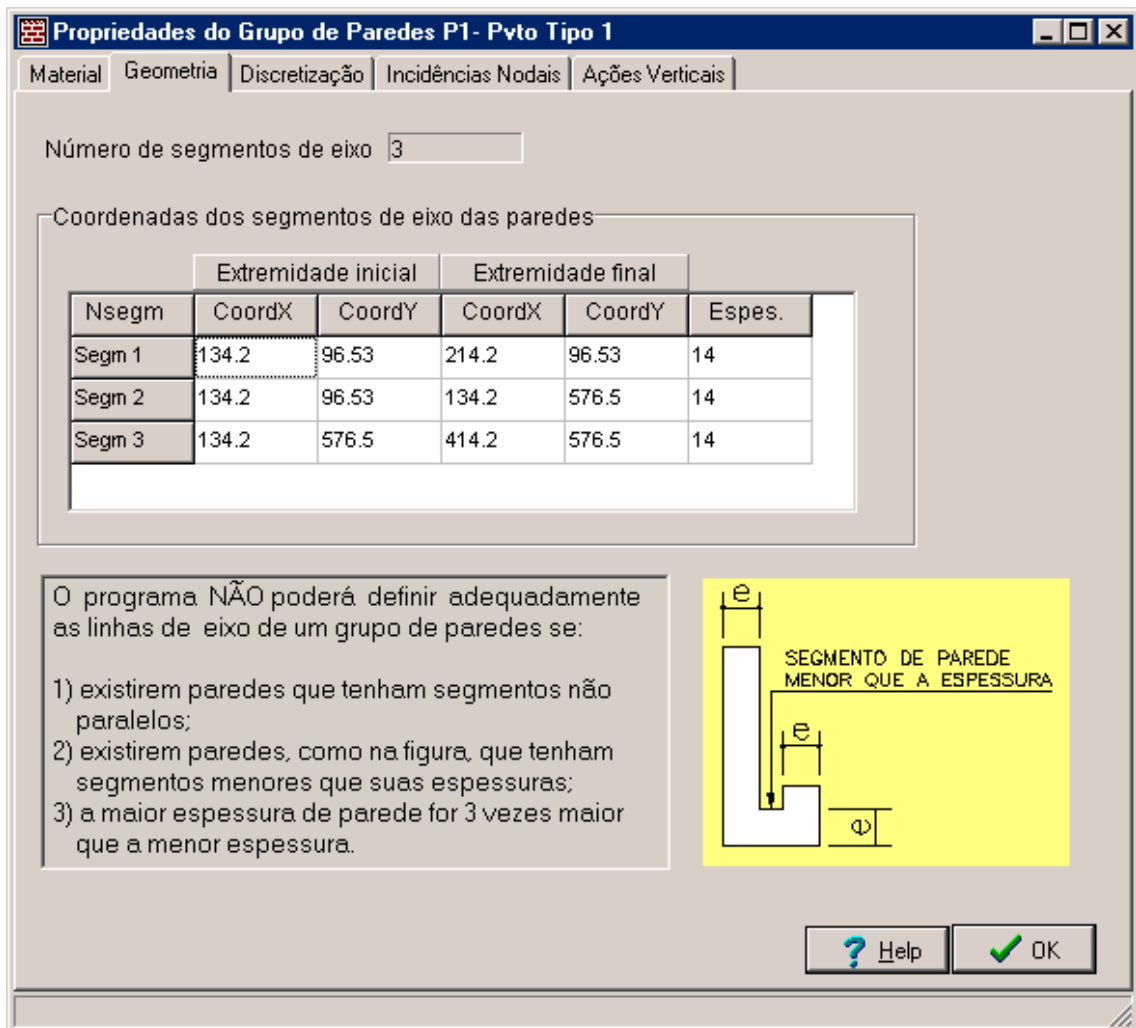 Propriedades do Grupo de Paredes P1- Pvto Tipo 1
Material Geometria Discretização Incidências Nodais Ações Verticais
Número de segmentos de eixo 3
Coordenadas dos segmentos de eixo das paredes
Extremidade inicial Extremidade final
Nsegm CoordX CoordY CoordX CoordY Espes.
Segm 1 134.2 96.53 214.2 96.53 14
Segm 2 134.2 96.53 134.2 576.5 14
Segm 3 134.2 576.5 414.2 576.5 14
O programa NÃO poderá definir adequadamente
as linhas de eixo de um grupo de paredes se:
1) existirem paredes que tenham segmentos não
paralelos;
2) existirem paredes, como na figura, que tenham
segmentos menores que suas espessuras;
3) a maior espessura de parede for 3 vezes maior
que a menor espessura.
e
SEGMENTO DE PAREDE
MENOR QUE A ESPESSURA
e
e
Help OK